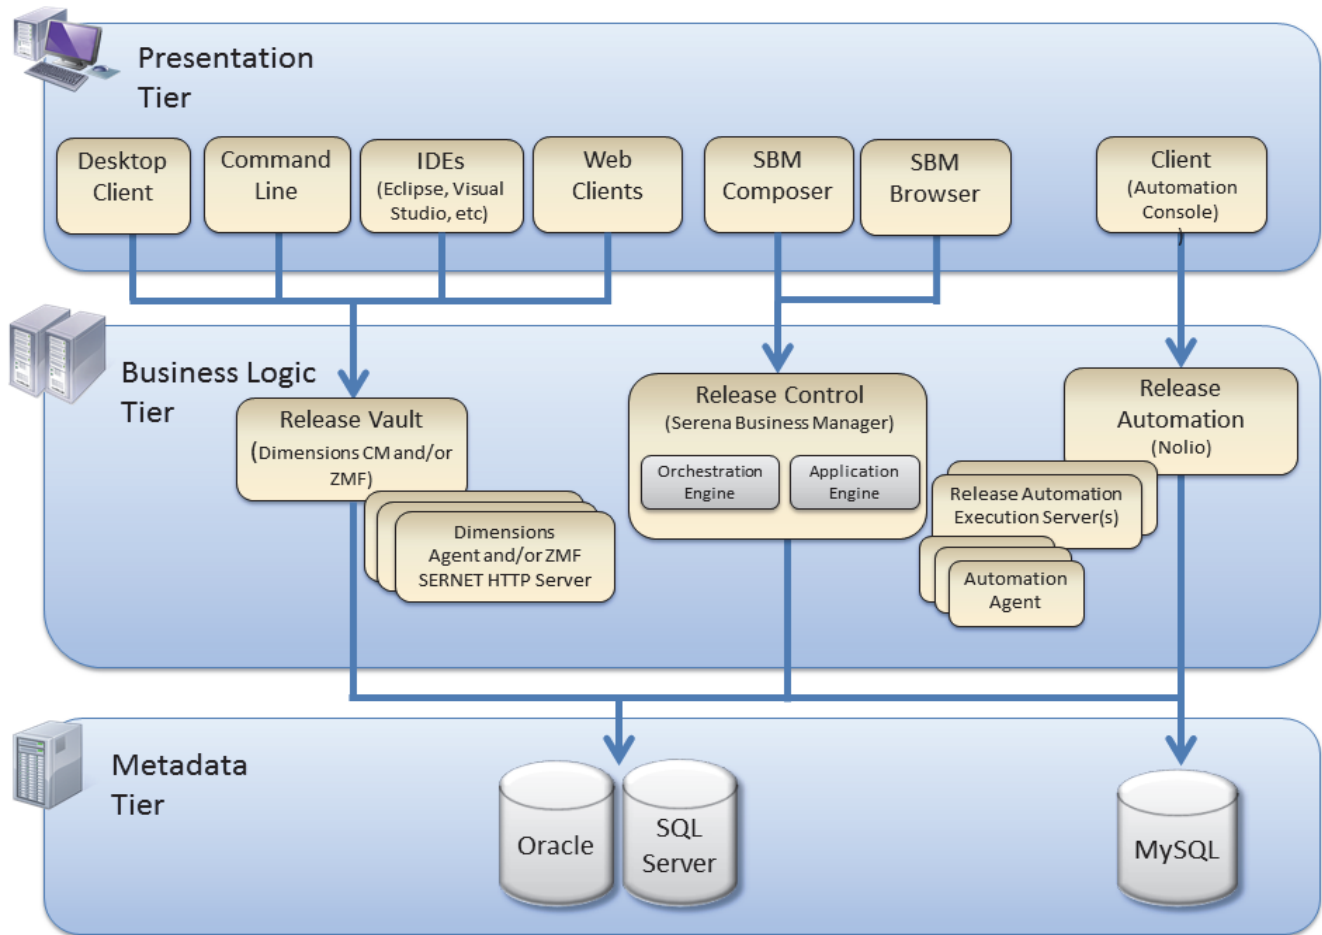 Presentation
Tier
Desktop
Client
Command
Line
IDEs
(Eclipse, Visual
Studio, etc)
Web
Clients
SBM
Composer
SBM
Browser
Client
(Automation
Console)
)
Business Logic
Tier
Release Vault
(Dimensions CM and/or
ZMF)
Dimensions
Agent and/or ZMF
SERNET HTTP Server
Release Control
(Serena Business Manager)
Orchestration
Engine
Application
Engine
Release
Automation
(Nolio)
Release Automation
Execution Server(s)
Automation
Agent
Metadata
Tier
Oracle
SQL
Server
MySQL